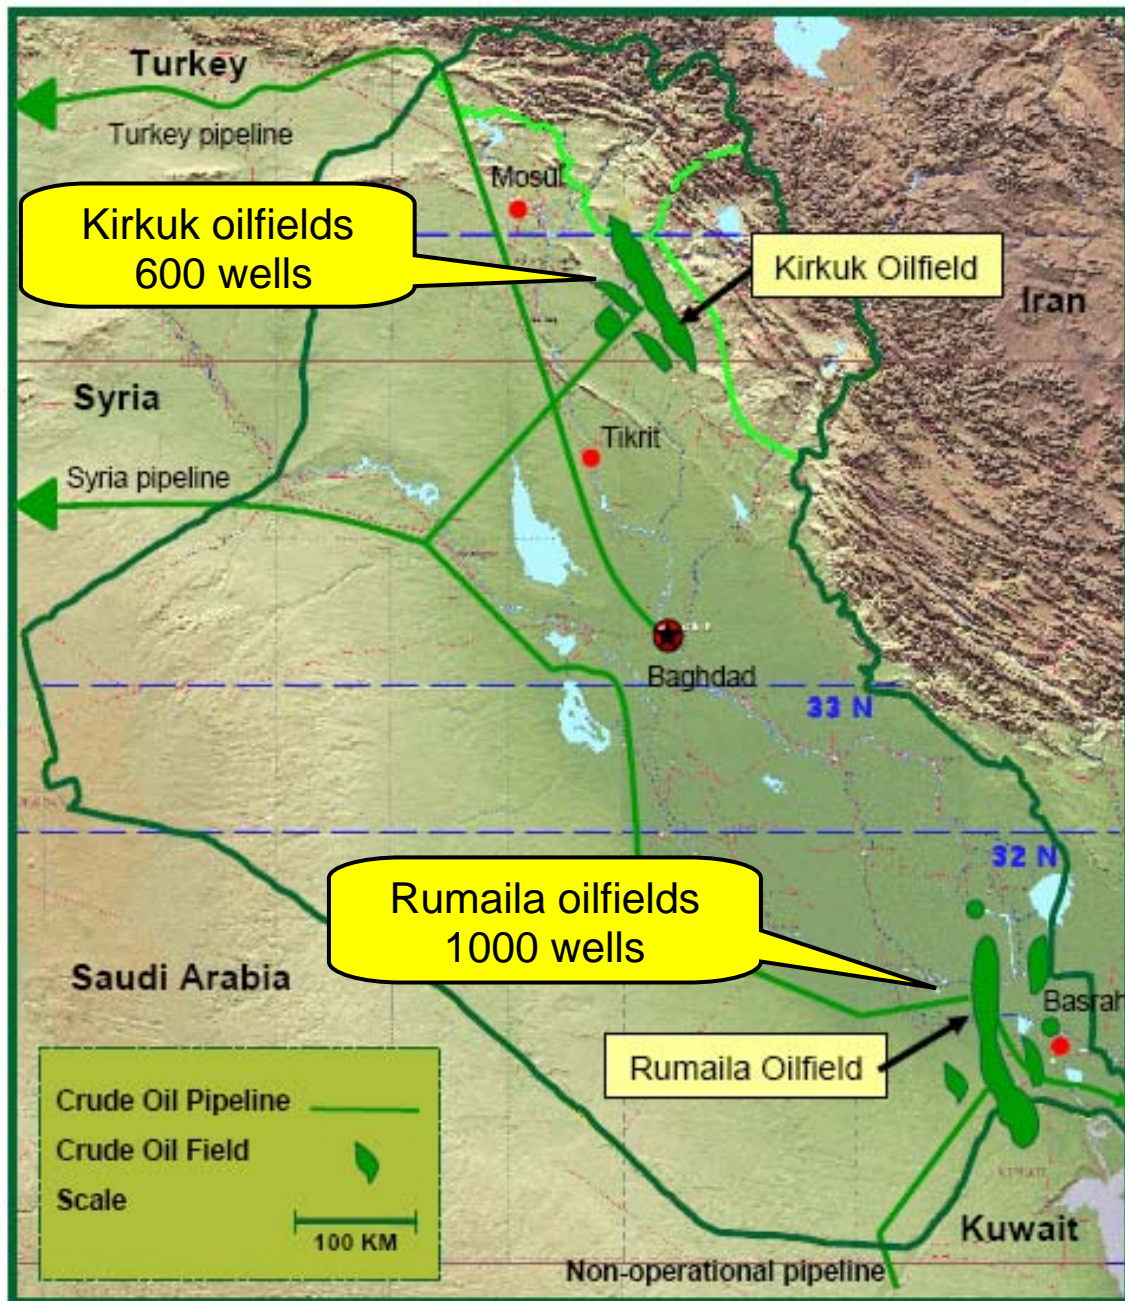 Turkey
Turkey pipeline
Mosul
Kirkuk oilfields
600 wells
Kirkuk Oilfield
Iran
Syria
Tikrit
Syria pipeline
Baghdad
33 N
32 N
Rumaila oilfields
1000 wells
Saudi Arabia
Basrah
Rumaila Oilfield
Crude Oil Pipeline
Crude Oil Field
Scale
100 KM
Kuwait
Non-operational pipeline